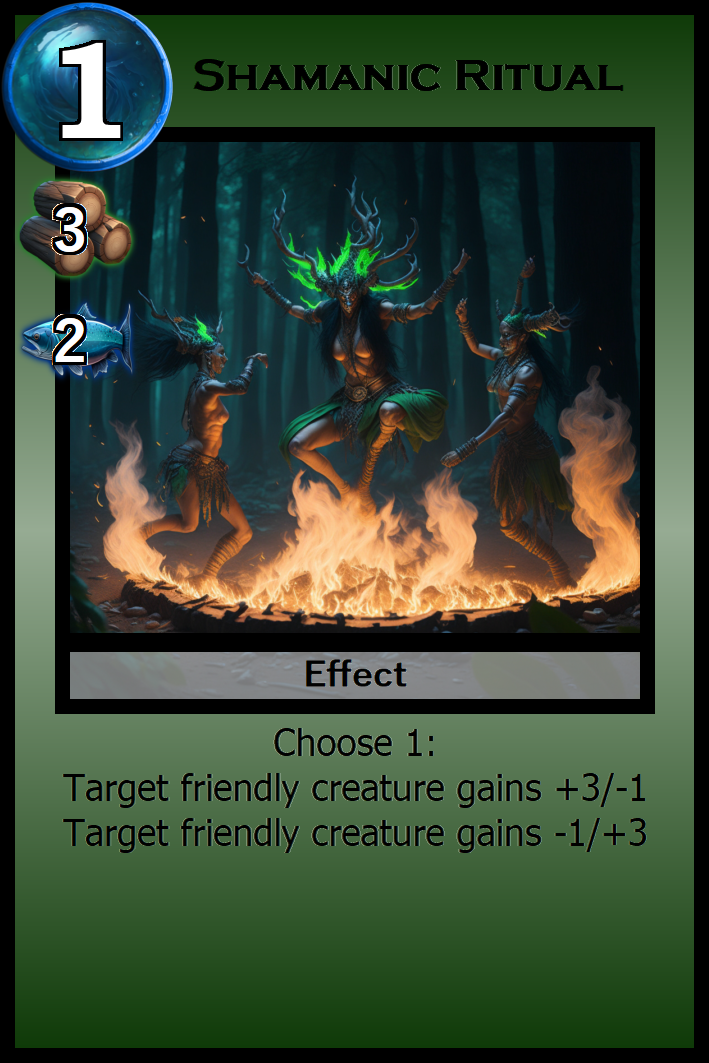 1
Shamanic Ritual
3
2
Effect
Choose 1:
Target friendly creature gains +3/-1
Target friendly creature gains -1/+3